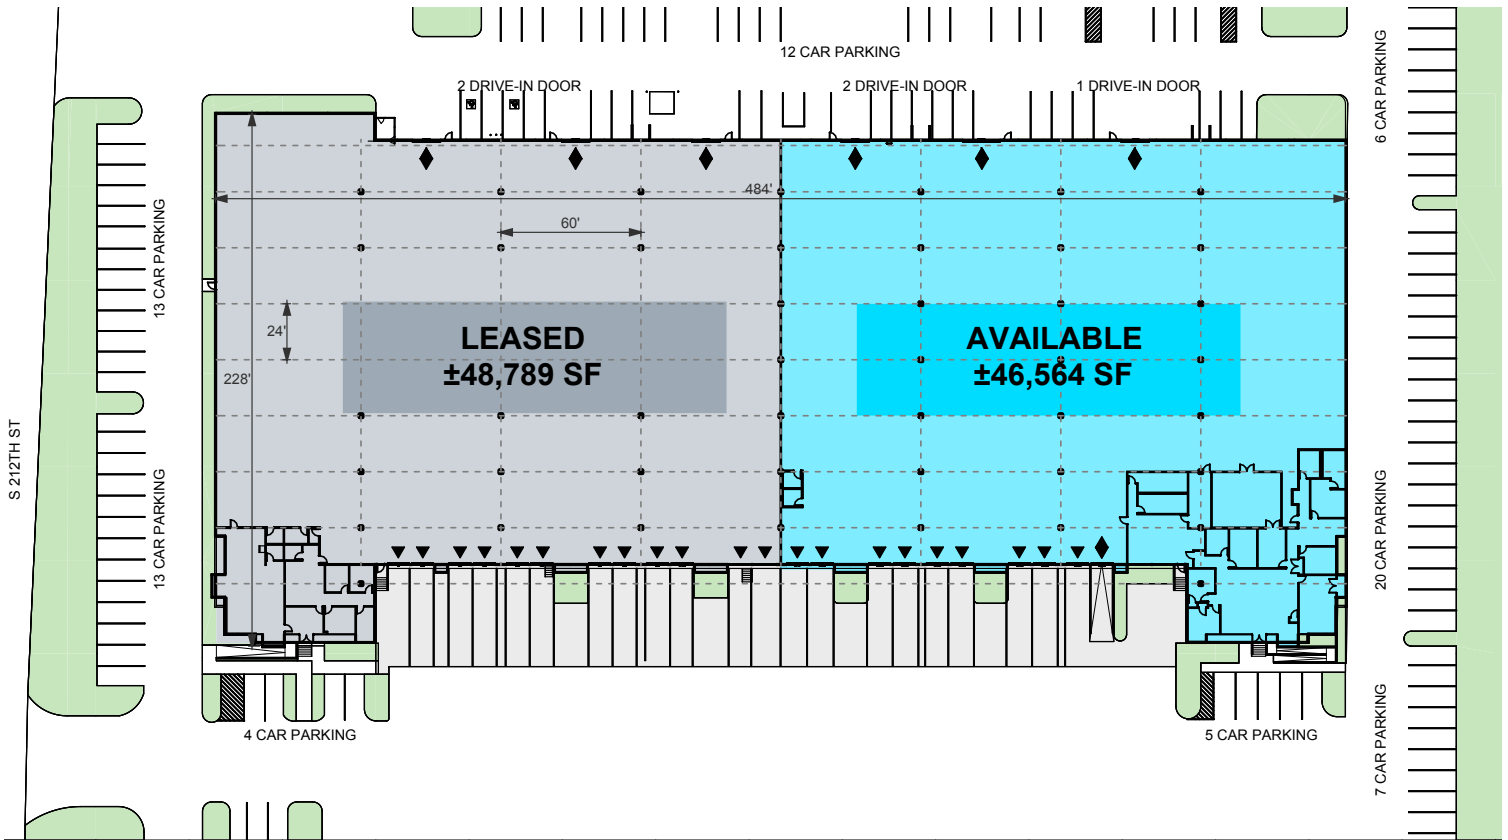 12 CAR PARKING
2 DRIVE-IN DOOR
2 DRIVE-IN DOOR
1 DRIVE-IN DOOR
6 CAR PARKING
484'
60'
13 CAR PARKING
24'
228'
LEASED
±48,789 SF
AVAILABLE
±46,564 SF
S 212TH ST
13 CAR PARKING
20 CAR PARKING
4 CAR PARKING
5 CAR PARKING
7 CAR PARKING